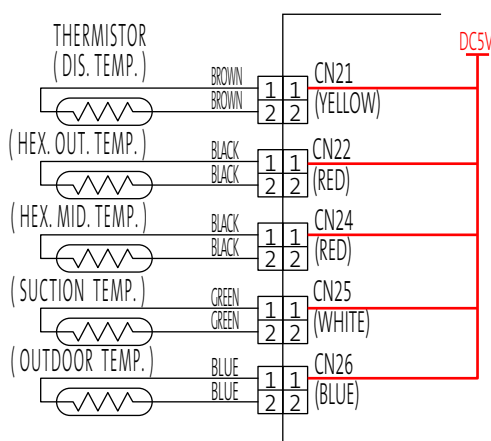 THERMISTOR
( DIS. TEMP. )
DC5V
BROWN
BROWN
1 1
2 2
CN21
(YELLOW)
( HEX. OUT. TEMP. )
BLACK
BLACK
1 1
2 2
CN22
(RED)
( HEX. MID. TEMP. )
BLACK
BLACK
1 1
2 2
CN24
(RED)
( SUCTION TEMP. )
GREEN
GREEN
1 1
2 2
CN25
(WHITE)
( OUTDOOR TEMP. )
BLUE
BLUE
1 1
2 2
CN26
(BLUE)